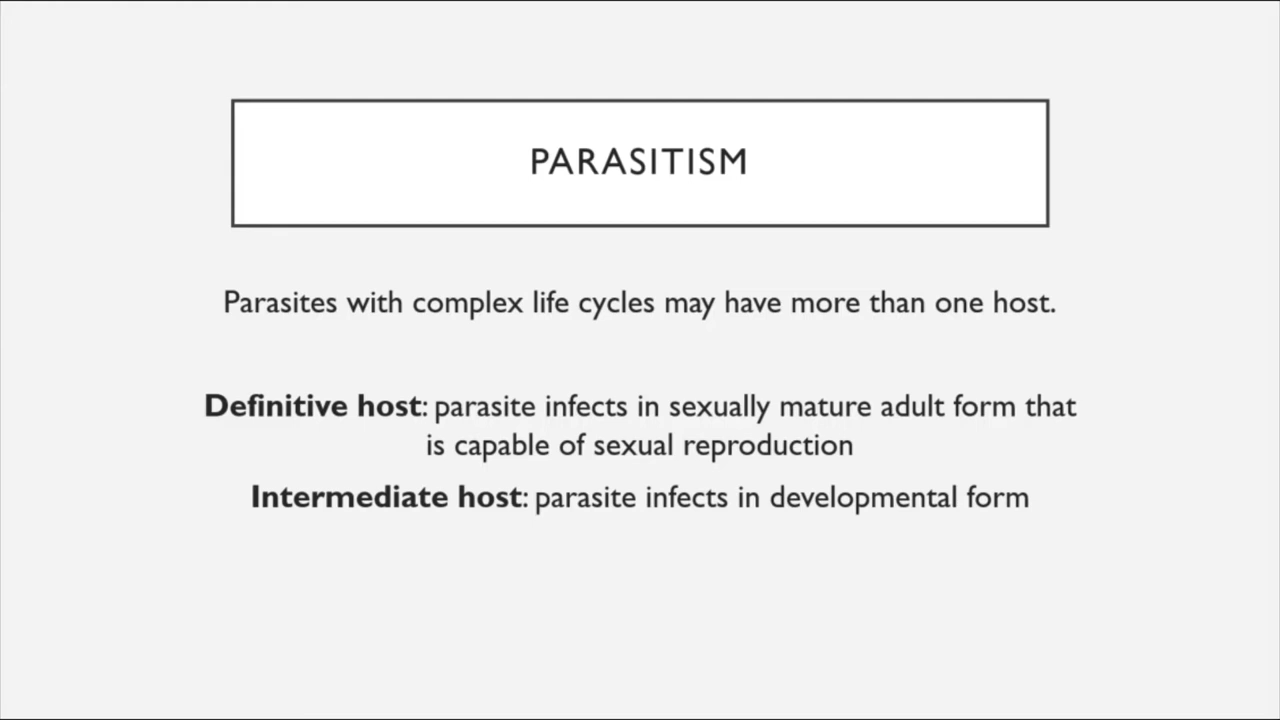 PARASITISM
Parasites with complex life cycles may have more than one host.
Definitive host: parasite infects in sexually mature adult form that
is capable of sexual reproduction
Intermediate host: parasite infects in developmental form